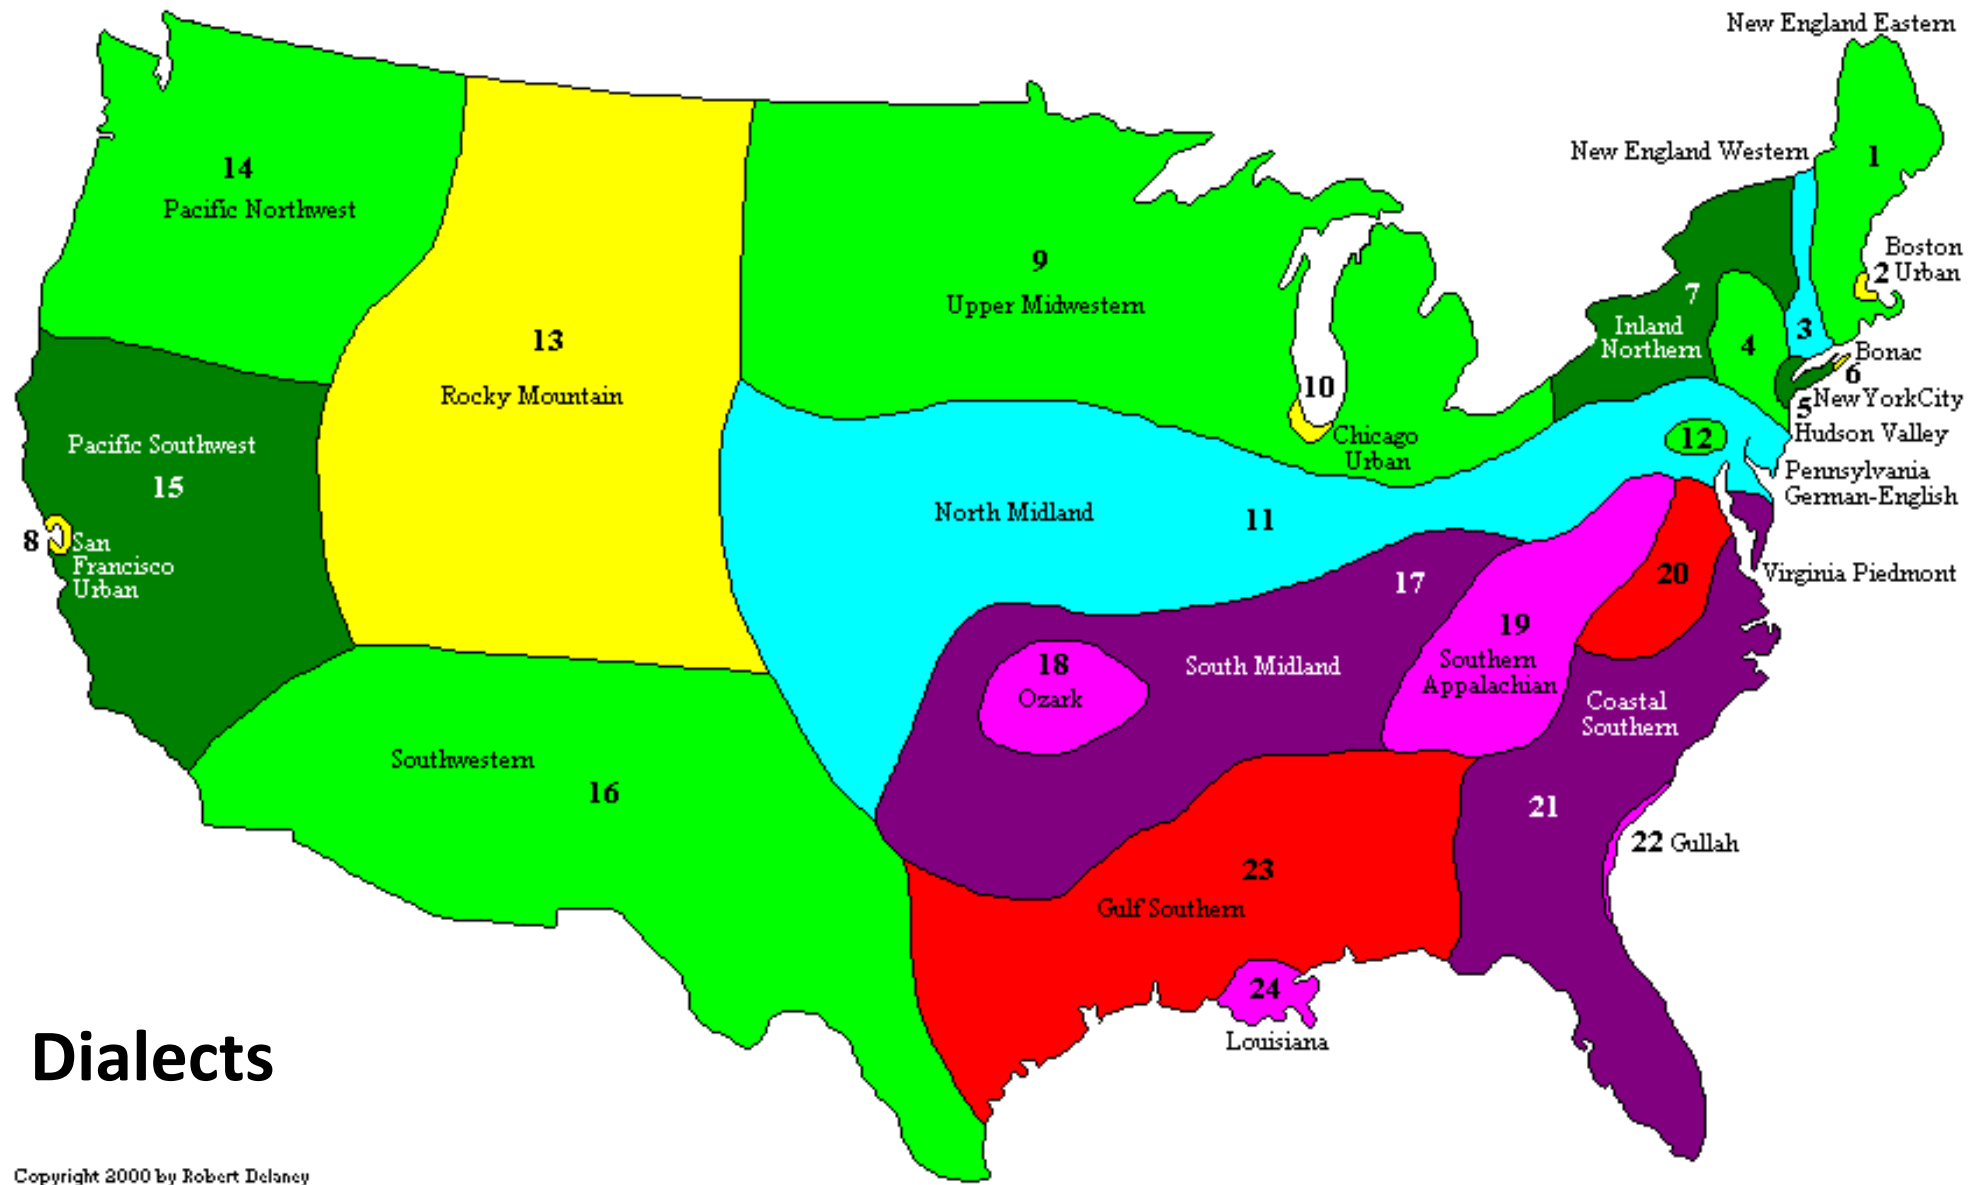 New England Eastern
New England Western
1
14
Pacific Northwest
9
Upper Midwestern
Boston
2 Urban
7
Inland
Northern
4
3
Bonac
6
13
Rocky Mountain
10
5
New YorkCity
Chicago
Urban
12
Hudson Valley
Pacific Southwest
15
Pennsylvania
German-English
North Midland
11
8
San
Francisco
Urban
17
20
Virginia Piedmont
19
Southern
Appalachian
18
Ozark
South Midland
Coastal
Southern
Southwestern
16
21
22 Gullah
23
Gulf Southern
24
Louisiana
Dialects
Copyright 2000 by Robert Delaney